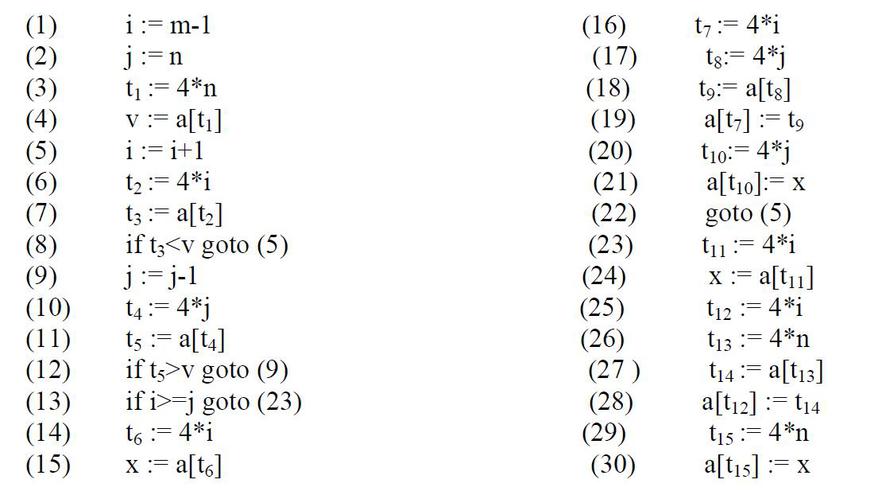 (1) i := m-1
(2) j := n
(3) t₁ := 4*n
(4) v := a[t₁]
(5) i := i+1
(6) t₂ := 4*i
(7) t₃ := a[t₂]
(8) if t₃<v goto (5)
(9) j := j-1
(10) t₄ := 4*j
(11) t₅ := a[t₄]
(12) if t₅>v goto (9)
(13) if i>=j goto (23)
(14) t₆ := 4*i
(15) x := a[t₆]
(16) t₇ := 4*i
(17) t₈:= 4*j
(18) t₉:= a[t₈]
(19) a[t₇] := t₉
(20) t₁₀:= 4*j
(21) a[t₁₀]:= x
(22) goto (5)
(23) t₁₁ := 4*i
(24) x := a[t₁₁]
(25) t₁₂ := 4*i
(26) t₁₃ := 4*n
(27 ) t₁₄ := a[t₁₃]
(28) a[t₁₂] := t₁₄
(29) t₁₅ := 4*n
(30) a[t₁₅] := x